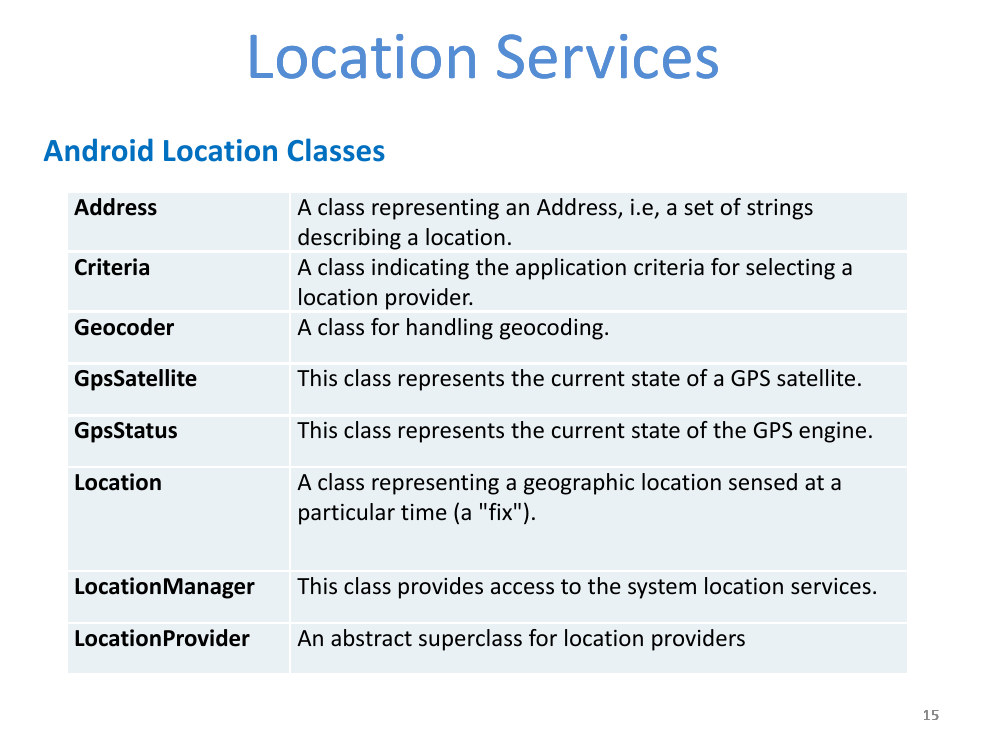 Location Services
Android Location Classes
Address
A class representing an Address, i.e, a set of strings
describing a location.
Criteria
A class indicating the application criteria for selecting a
location provider.
Geocoder
A class for handling geocoding.
GpsSatellite
This class represents the current state of a GPS satellite.
GpsStatus
This class represents the current state of the GPS engine.
Location
A class representing a geographic location sensed at a
particular time (a "fix").
LocationManager
This class provides access to the system location services.
LocationProvider
An abstract superclass for location providers
15